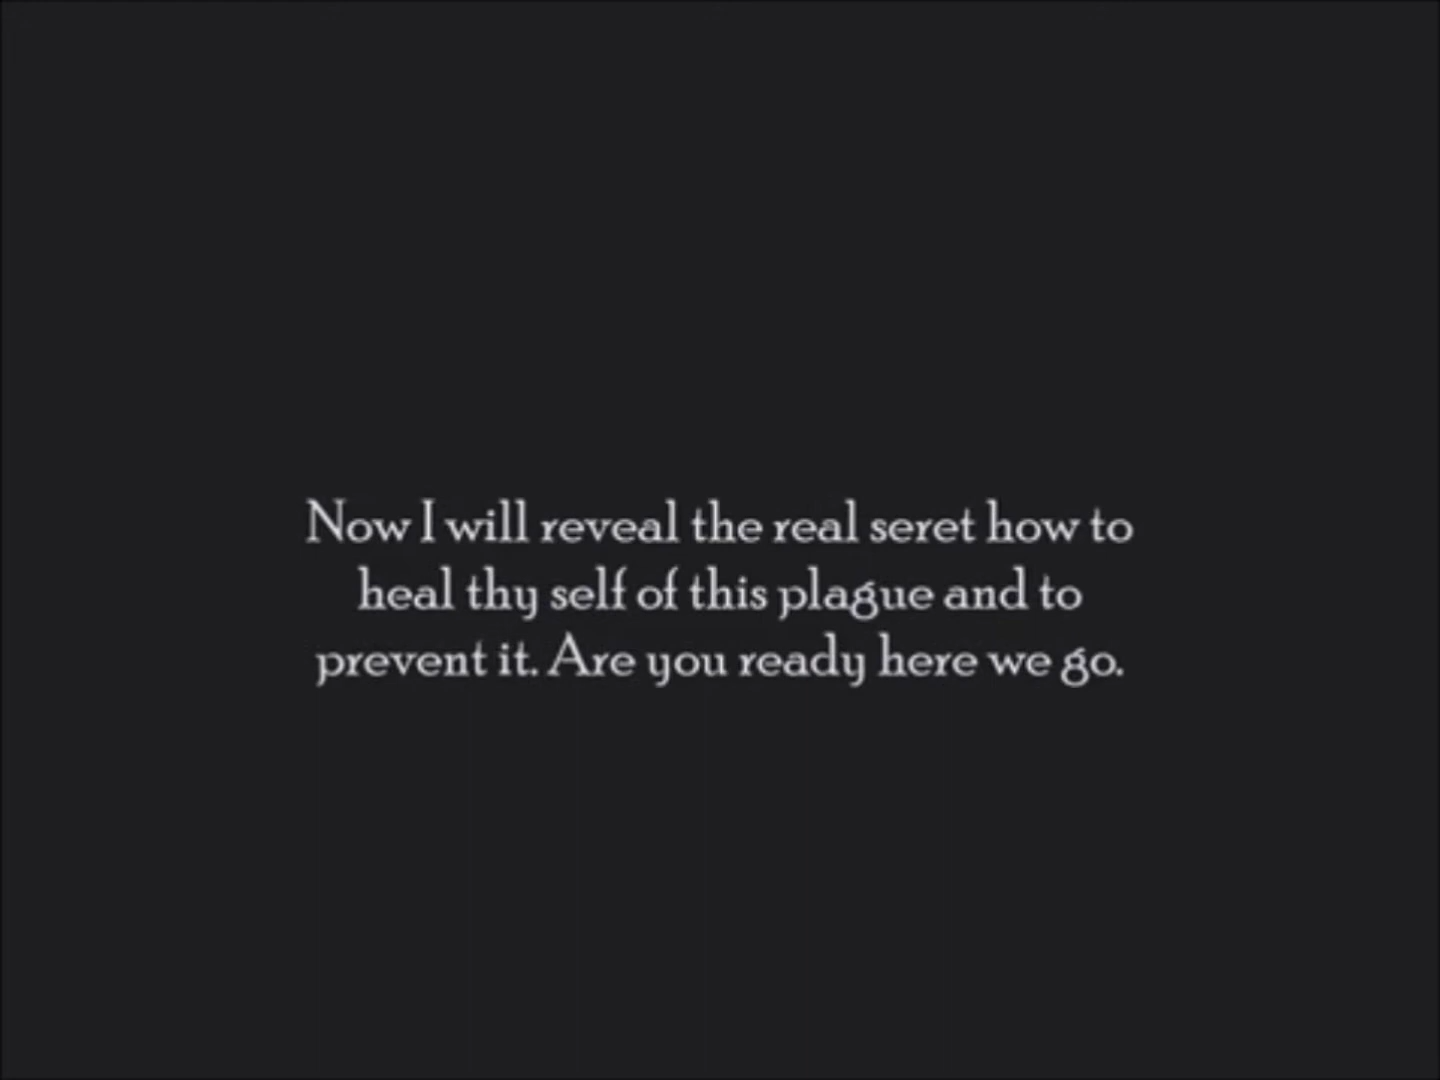 Now I will reveal the real seret how to
heal thy self of this plague and to
prevent it. Are you ready here we go.